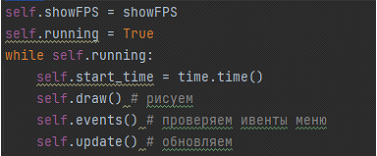 self.showFPS = showFPS
self.running = True
while self.running:
    self.start_time = time.time()
    self.draw() # рисуем
    self.events() # проверяем ивенты меню
    self.update() # обновляем